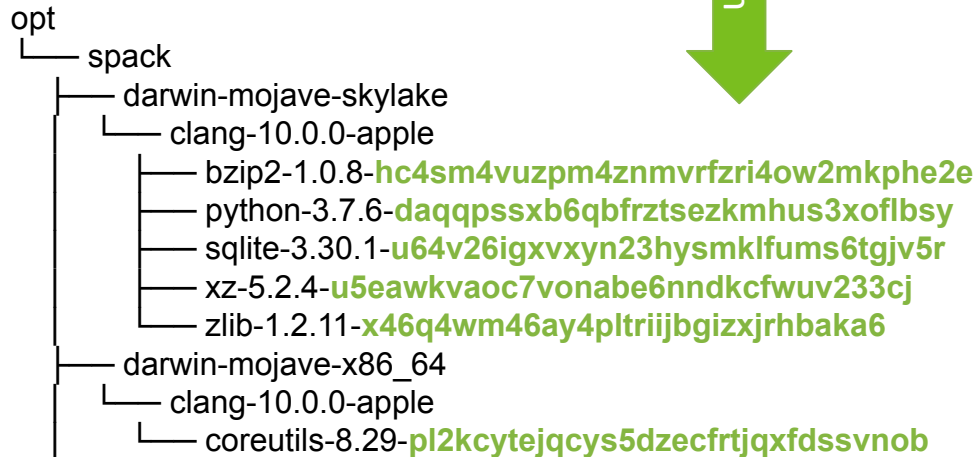 opt
└── spack
├── darwin-mojave-skylake
│ └── clang-10.0.0-apple
│ ├── bzip2-1.0.8-hc4sm4vuzpm4znmvrfzri4ow2mkphe2e
│ ├── python-3.7.6-daqqpssxb6qbfrztsezkmhus3xoflbsy
│ ├── sqlite-3.30.1-u64v26igxvxyn23hysmklfums6tgjv5r
│ ├── xz-5.2.4-u5eawkvaoc7vonabe6nndkcfwuv233cj
│ └── zlib-1.2.11-x46q4wm46ay4pltriijbgizxjrhbaka6
├── darwin-mojave-x86_64
│ └── clang-10.0.0-apple
│ └── coreutils-8.29-pl2kcytejqcys5dzecfrtjqxfdssvnob